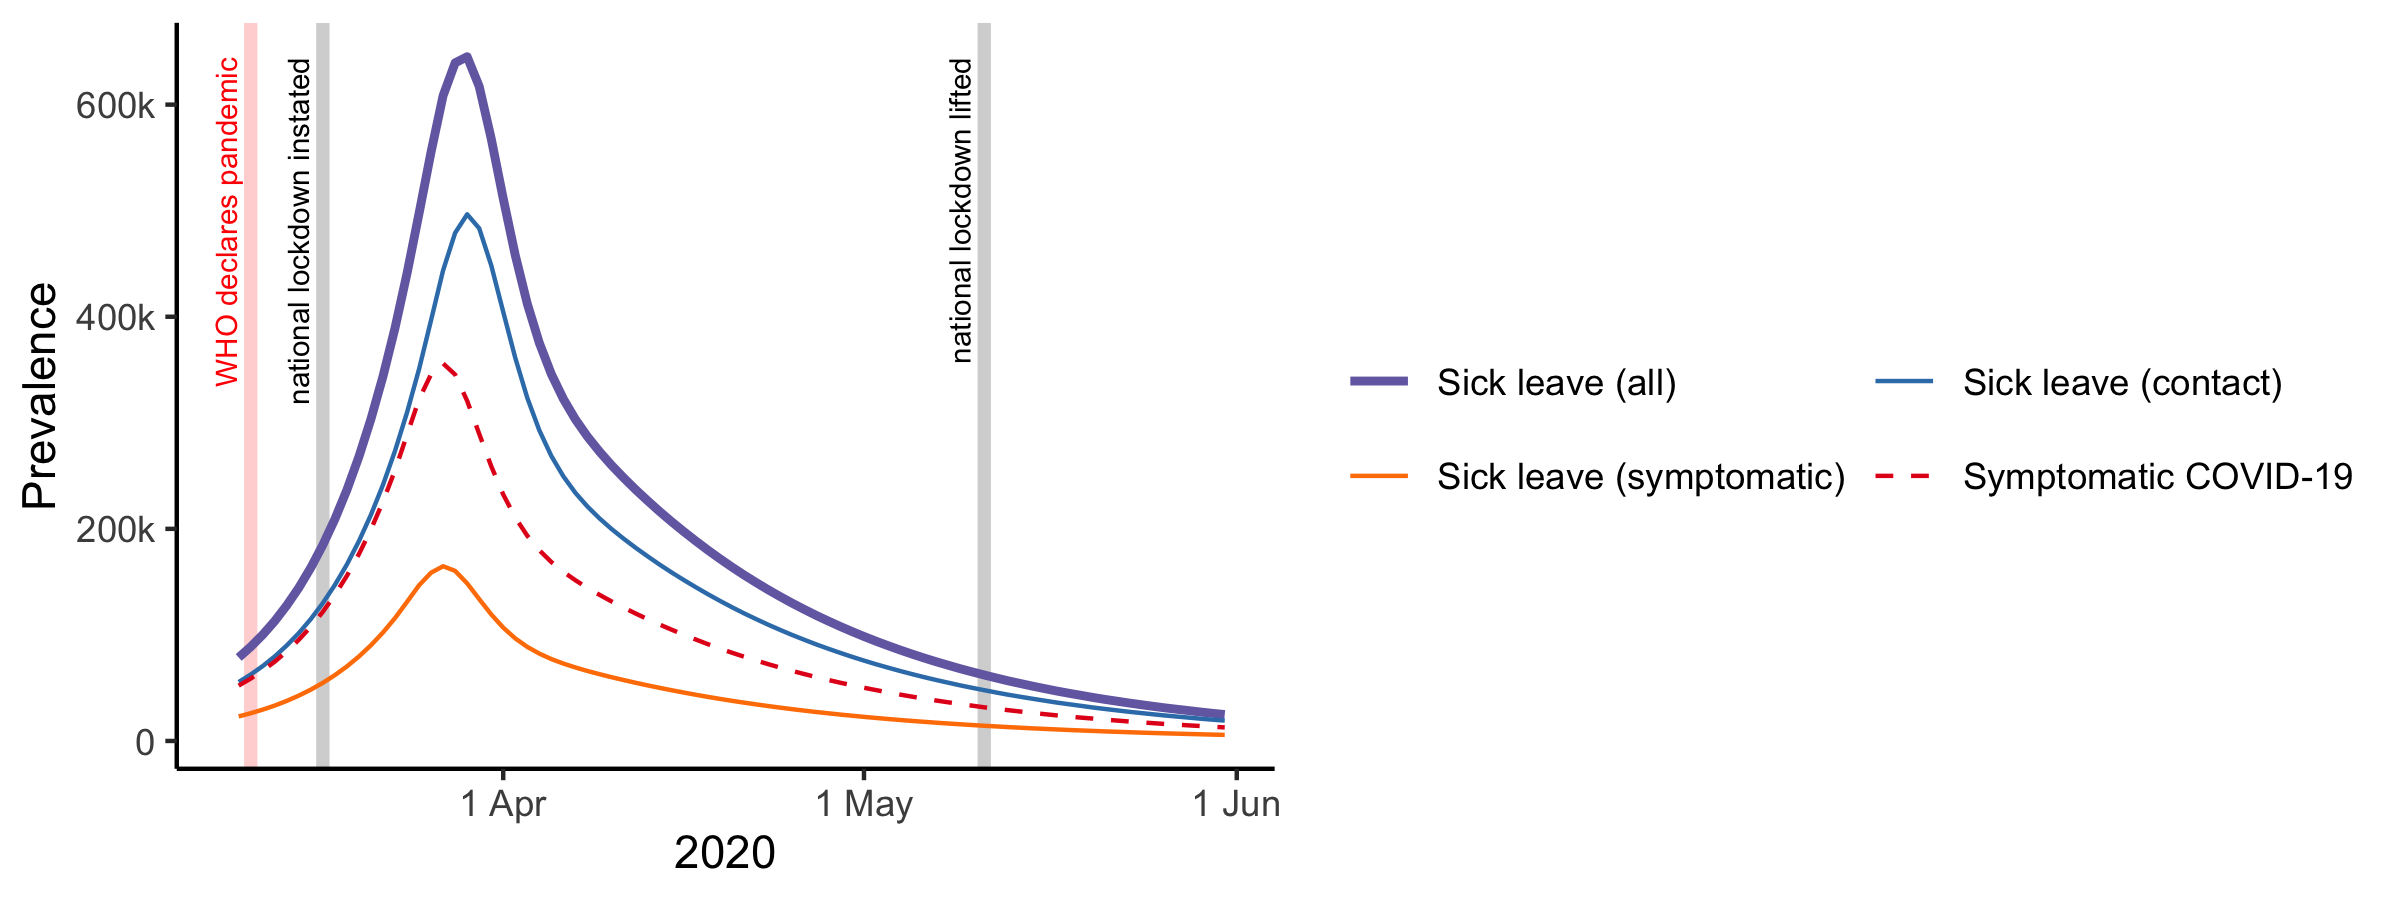 WHO declares pandemic
national lockdown instated
national lockdown lifted
Prevalence
600k
400k
200k
0
1 Apr
1 May
1 Jun
2020
Sick leave (all)
Sick leave (contact)
Sick leave (symptomatic)
Symptomatic COVID-19